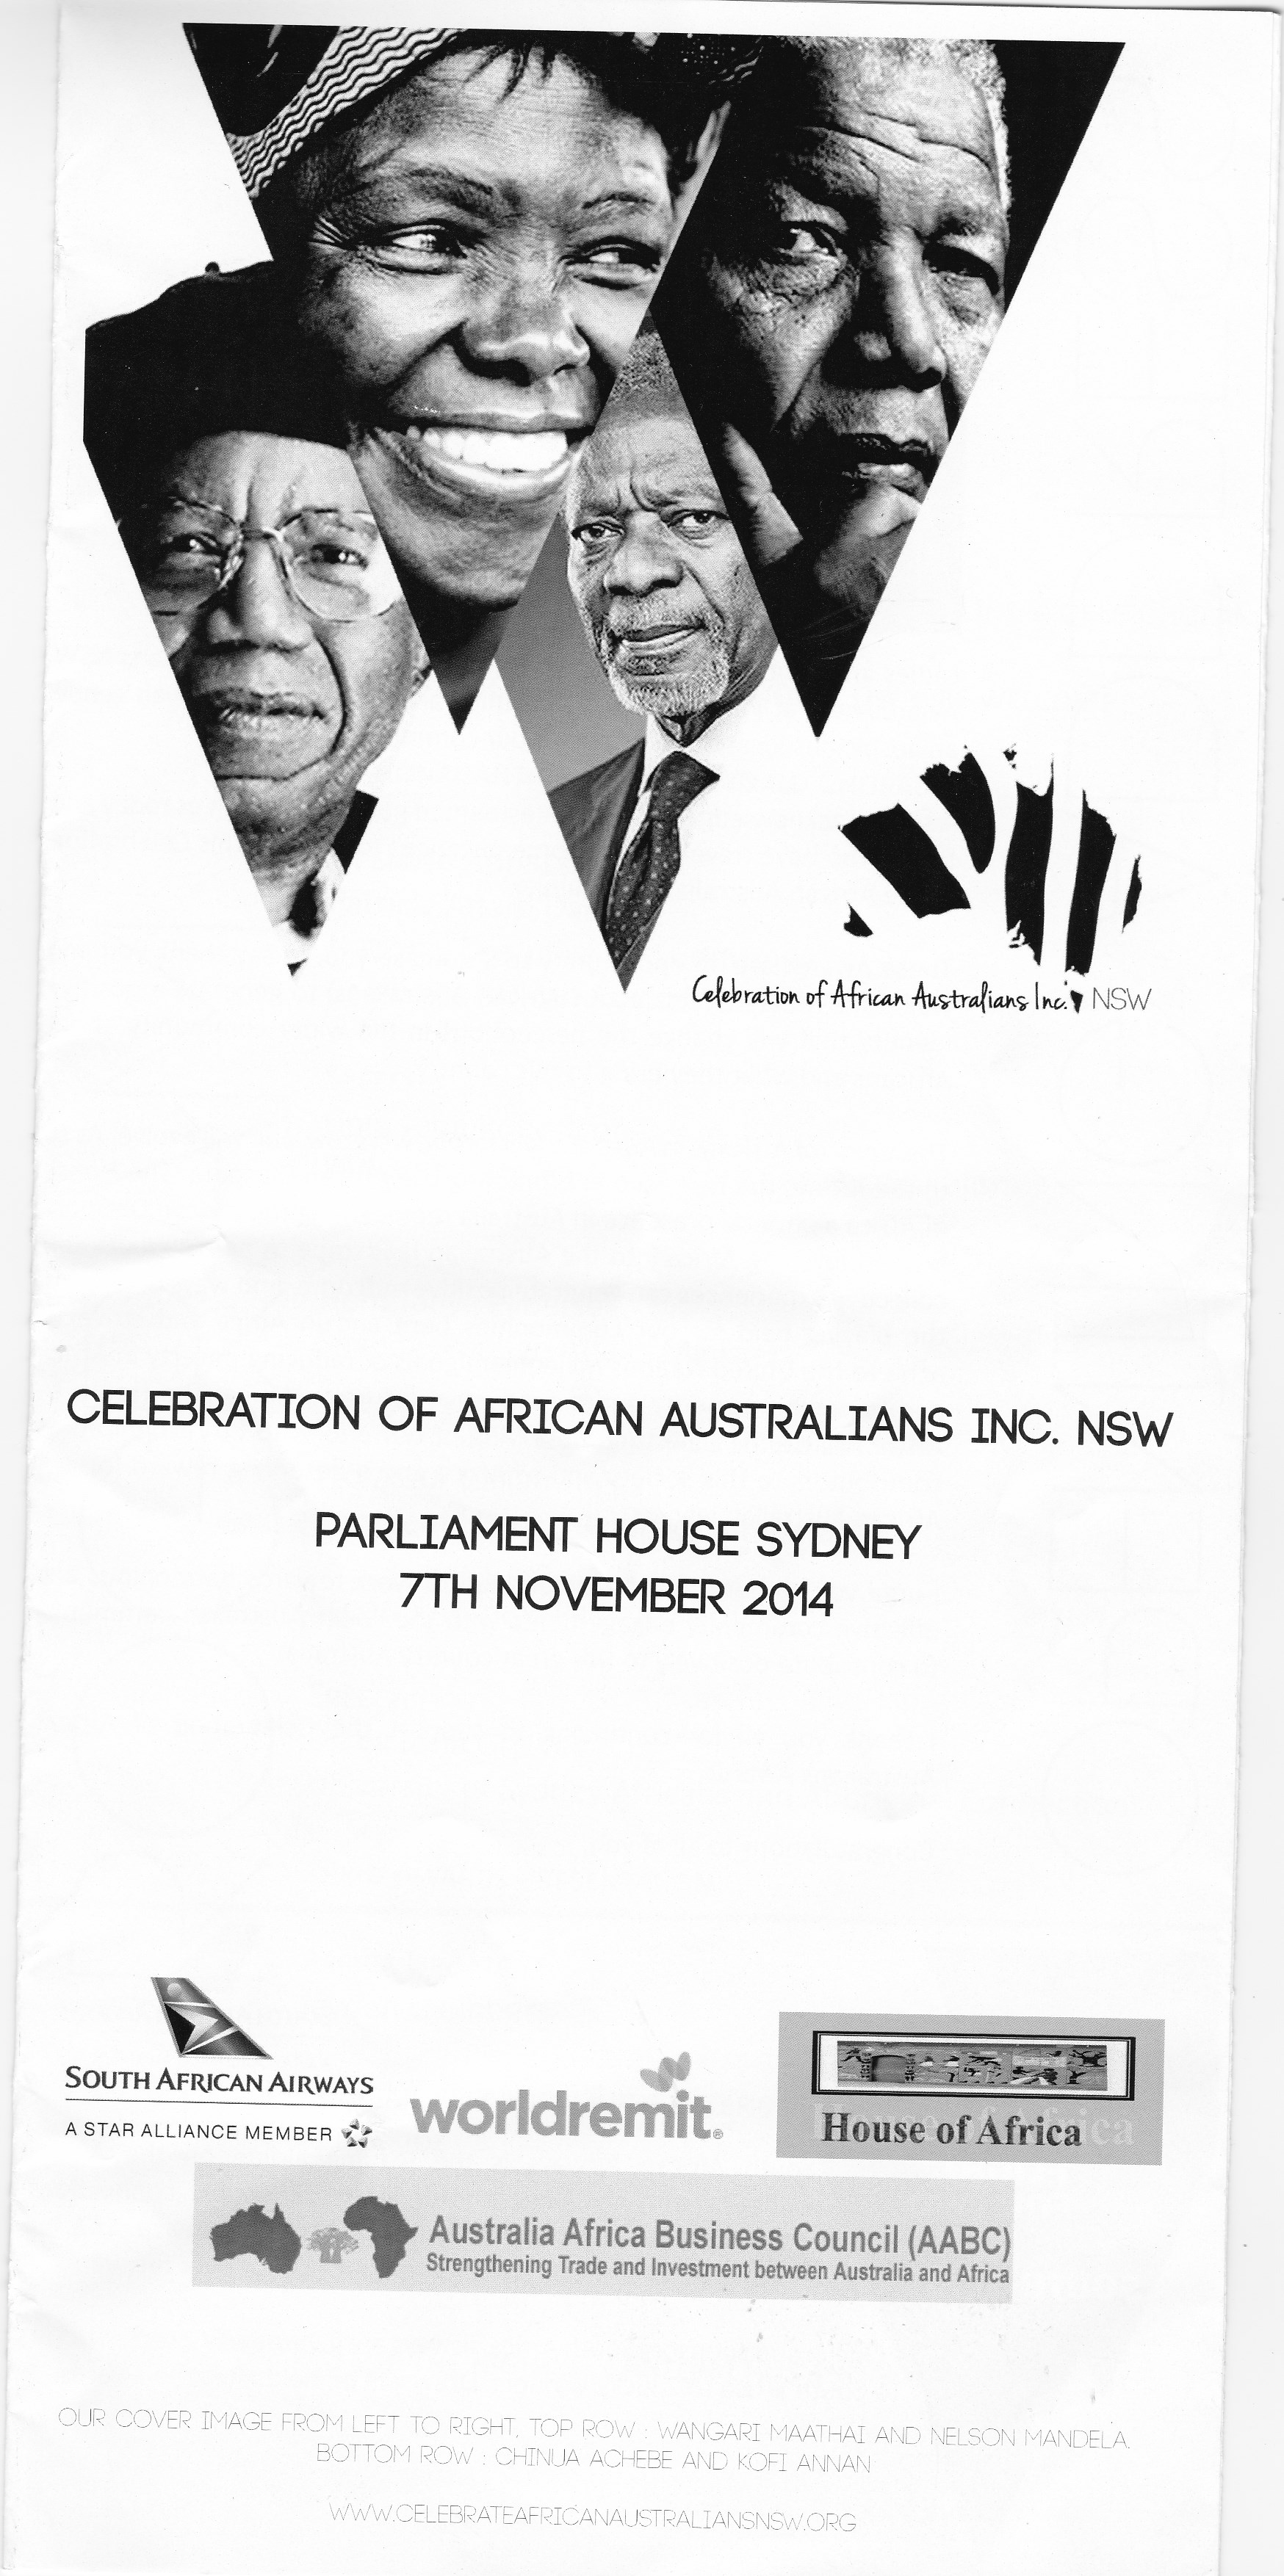 Celebration of African Australians Inc. NSW
CELEBRATION OF AFRICAN AUSTRALIANS INC. NSW
PARLIAMENT HOUSE SYDNEY
7TH NOVEMBER 2014
SOUTH AFRICAN AIRWAYS
A STAR ALLIANCE MEMBER
worldremit®
House of Africa
Australia Africa Business Council (AABC)
Strengthening Trade and Investment between Australia and Africa
OUR COVER IMAGE FROM LEFT TO RIGHT, TOP ROW : WANGARI MAATHAI AND NELSON MANDELA.
BOTTOM ROW : CHINUA ACHEBE AND KOFI ANNAN
WWW.CELEBRATEAFRICANAUSTRALIANSNSW.ORG